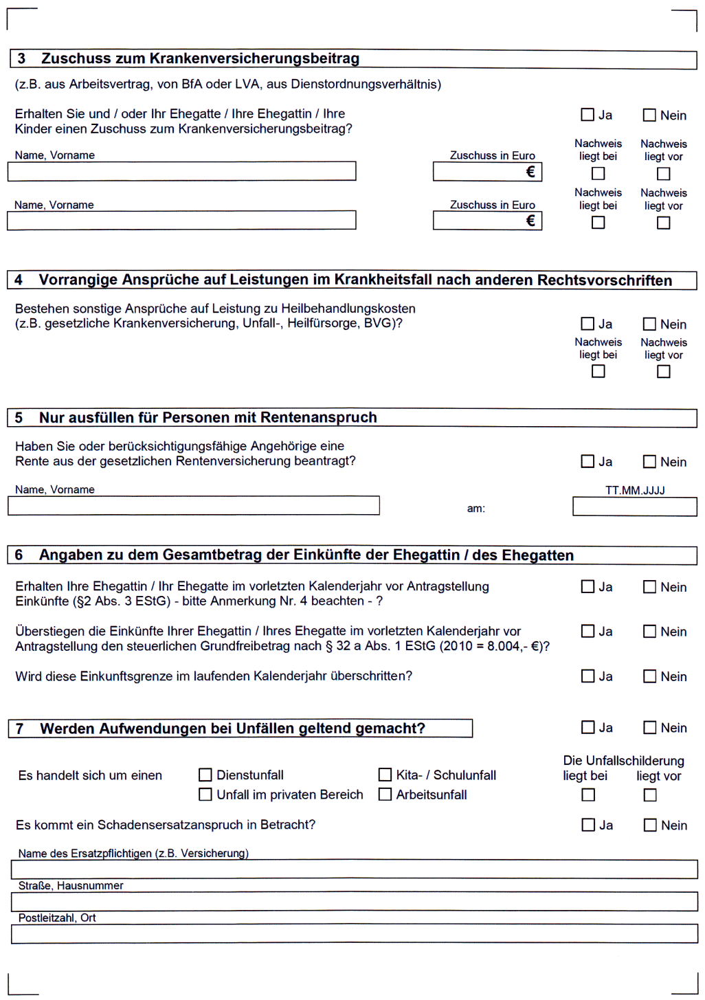 3 Zuschuss zum Krankenversicherungsbeitrag
(z.B. aus Arbeitsvertrag, von BfA oder LVA, aus Dienstordnungsverhältnis)
Erhalten Sie und / oder Ihr Ehegatte / Ihre Ehegattin / Ihre
Kinder einen Zuschuss zum Krankenversicherungsbeitrag?
Ja Nein
Name, Vorname Zuschuss in Euro Nachweis liegt bei Nachweis liegt vor
€
Name, Vorname Zuschuss in Euro Nachweis liegt bei Nachweis liegt vor
€
4 Vorrangige Ansprüche auf Leistungen im Krankheitsfall nach anderen Rechtsvorschriften
Bestehen sonstige Ansprüche auf Leistung zu Heilbehandlungskosten
(z.B. gesetzliche Krankenversicherung, Unfall-, Heilfürsorge, BVG)? Ja Nein
Nachweis Nachweis
liegt bei liegt vor
5 Nur ausfüllen für Personen mit Rentenanspruch
Haben Sie oder berücksichtigungsfähige Angehörige eine
Rente aus der gesetzlichen Rentenversicherung beantragt? Ja Nein
Name, Vorname TT.MM.JJJJ
am:
6 Angaben zu dem Gesamtbetrag der Einkünfte der Ehegattin / des Ehegatten
Erhalten Ihre Ehegattin / Ihr Ehegatte im vorletzten Kalenderjahr vor Antragstellung Ja Nein
Einkünfte (§2 Abs. 3 EStG) - bitte Anmerkung Nr. 4 beachten - ?
Überstiegen die Einkünfte Ihrer Ehegattin / Ihres Ehegatte im vorletzten Kalenderjahr vor Ja Nein
Antragstellung den steuerlichen Grundfreibetrag nach § 32 a Abs. 1 EStG (2010 = 8.004,- €)?
Wird diese Einkunftsgrenze im laufenden Kalenderjahr überschritten? Ja Nein
7 Werden Aufwendungen bei Unfällen geltend gemacht? Ja Nein
Die Unfallschilderung
Es handelt sich um einen Dienstunfall Kita- / Schulunfall liegt bei liegt vor
Unfall im privaten Bereich Arbeitsunfall
Es kommt ein Schadensersatzanspruch in Betracht? Ja Nein
Name des Ersatzpflichtigen (z.B. Versicherung)
Straße, Hausnummer
Postleitzahl, Ort